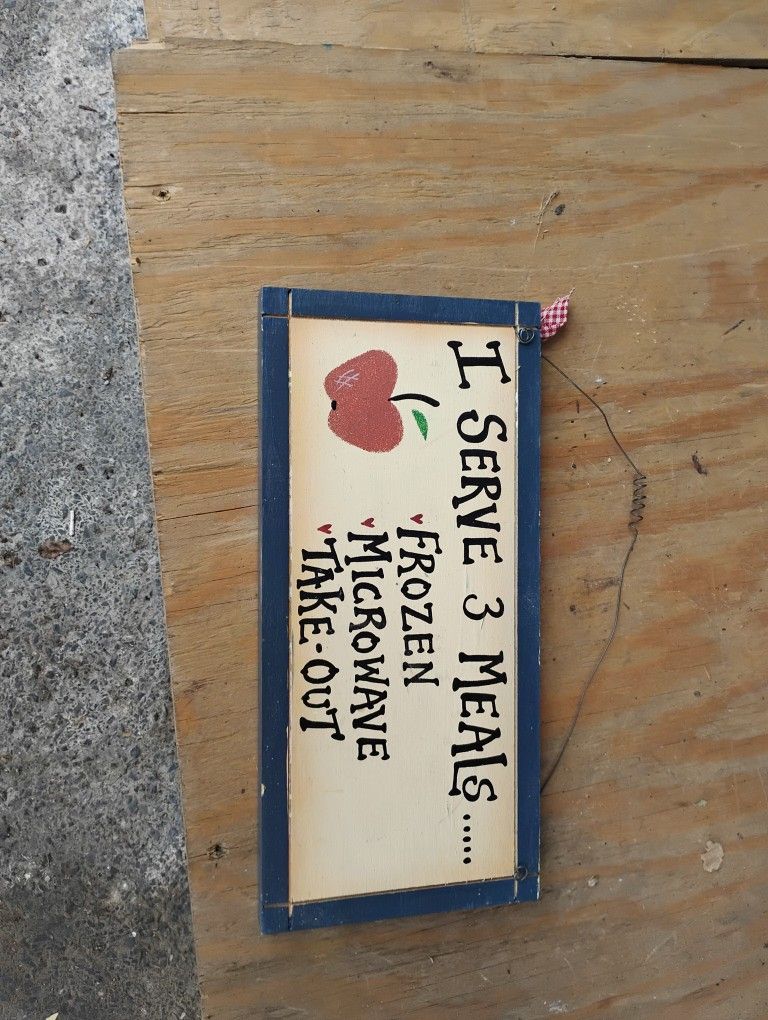 I SERVE 3 MEALS.....
FROZEN
MICROWAVE
TAKE-OUT